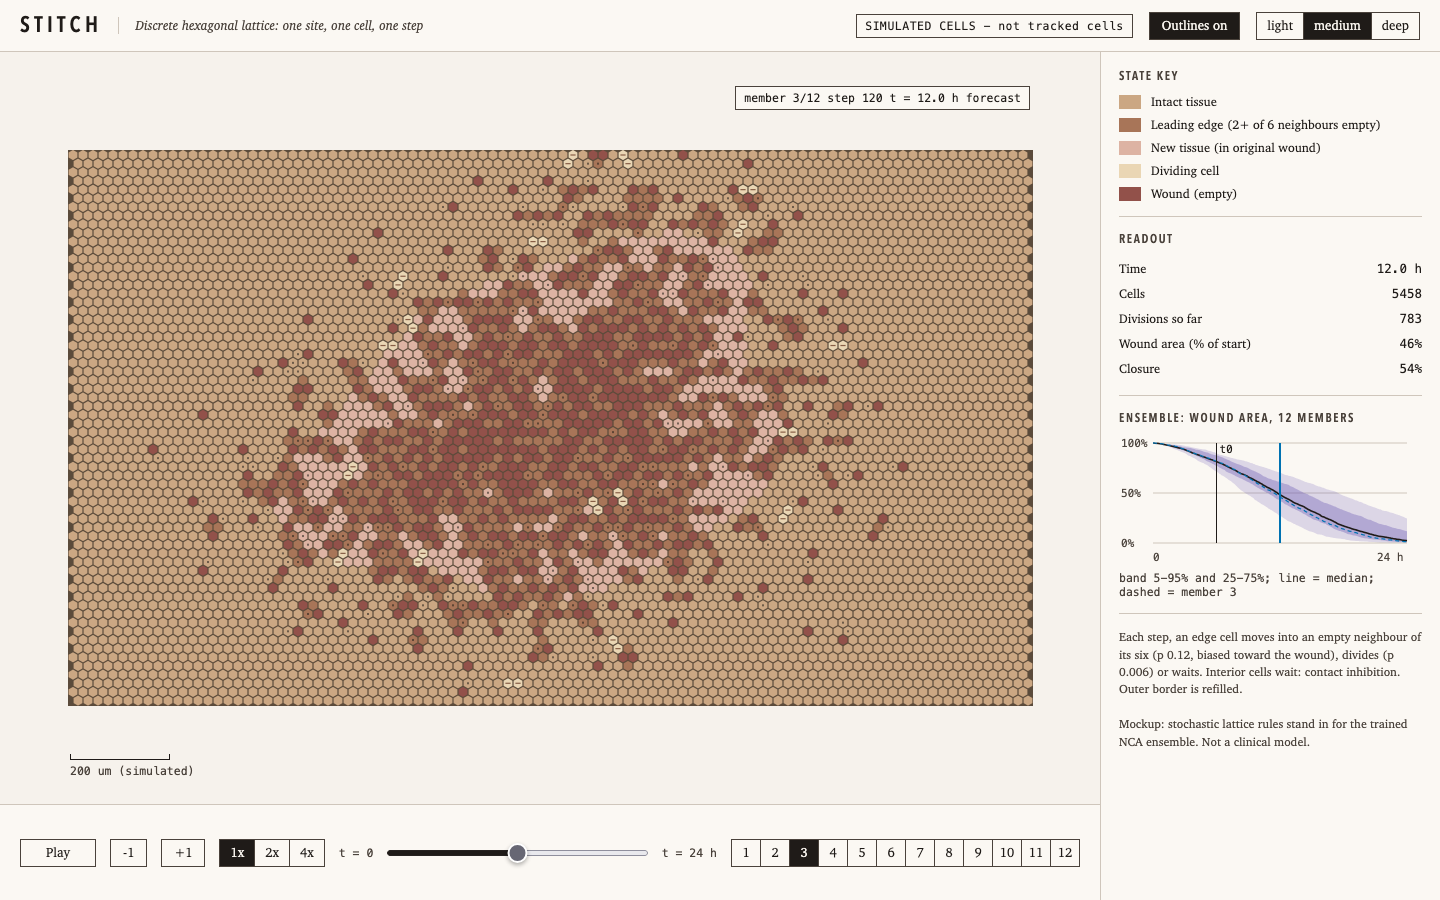 STITCH
Discrete hexagonal lattice: one site, one cell, one step
SIMULATED CELLS — not tracked cells
Outlines on
light medium deep
member 3/12 step 120 t = 12.0 h forecast
200 um (simulated)
STATE KEY
Intact tissue
Leading edge (2+ of 6 neighbours empty)
New tissue (in original wound)
Dividing cell
Wound (empty)
READOUT
Time 12.0 h
Cells 5458
Divisions so far 783
Wound area (% of start) 46%
Closure 54%
ENSEMBLE: WOUND AREA, 12 MEMBERS
100%
t0
50%
0%
0 24 h
band 5–95% and 25–75%; line = median;
dashed = member 3
Each step, an edge cell moves into an empty neighbour of
its six (p 0.12, biased toward the wound), divides (p
0.006) or waits. Interior cells wait: contact inhibition.
Outer border is refilled.
Mockup: stochastic lattice rules stand in for the trained
NCA ensemble. Not a clinical model.
Play -1 +1 1x 2x 4x t = 0 t = 24 h 1 2 3 4 5 6 7 8 9 10 11 12